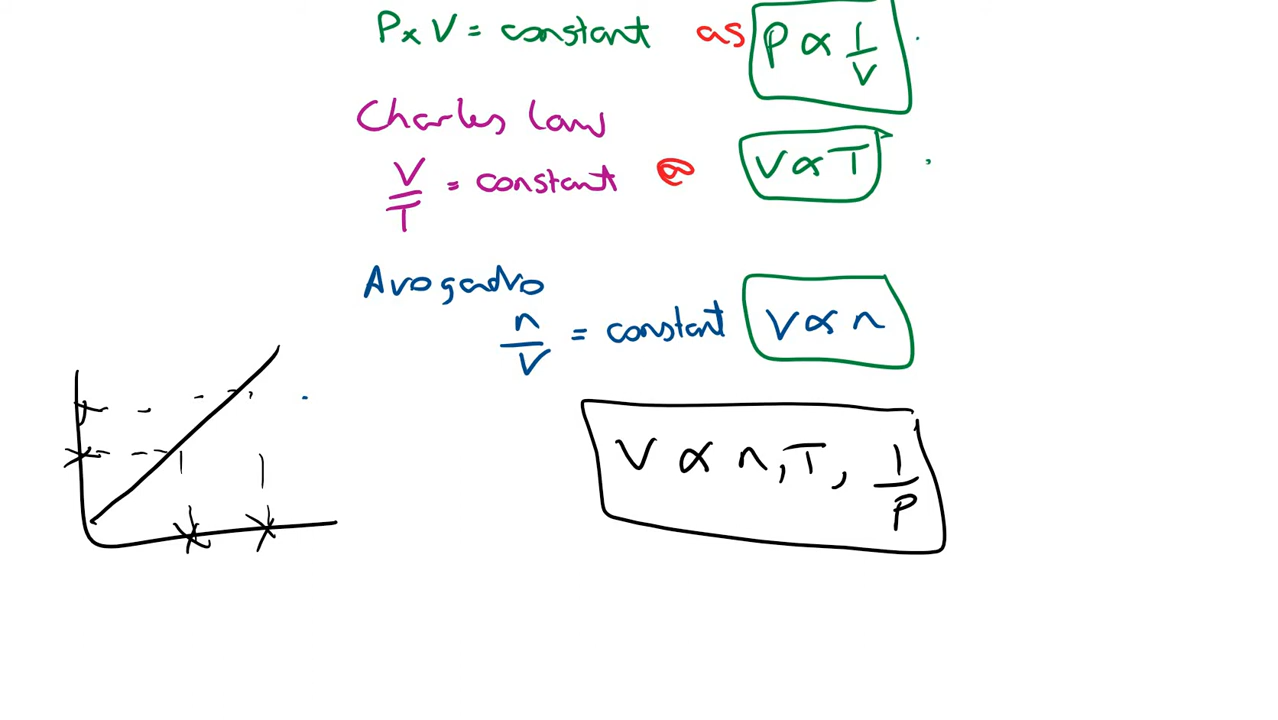 P x V = constant as P ∝ 1/V
Charles Law
V/T = constant V ∝ T
Avogadro
n/V = constant V ∝ n
V ∝ n, T, 1/P